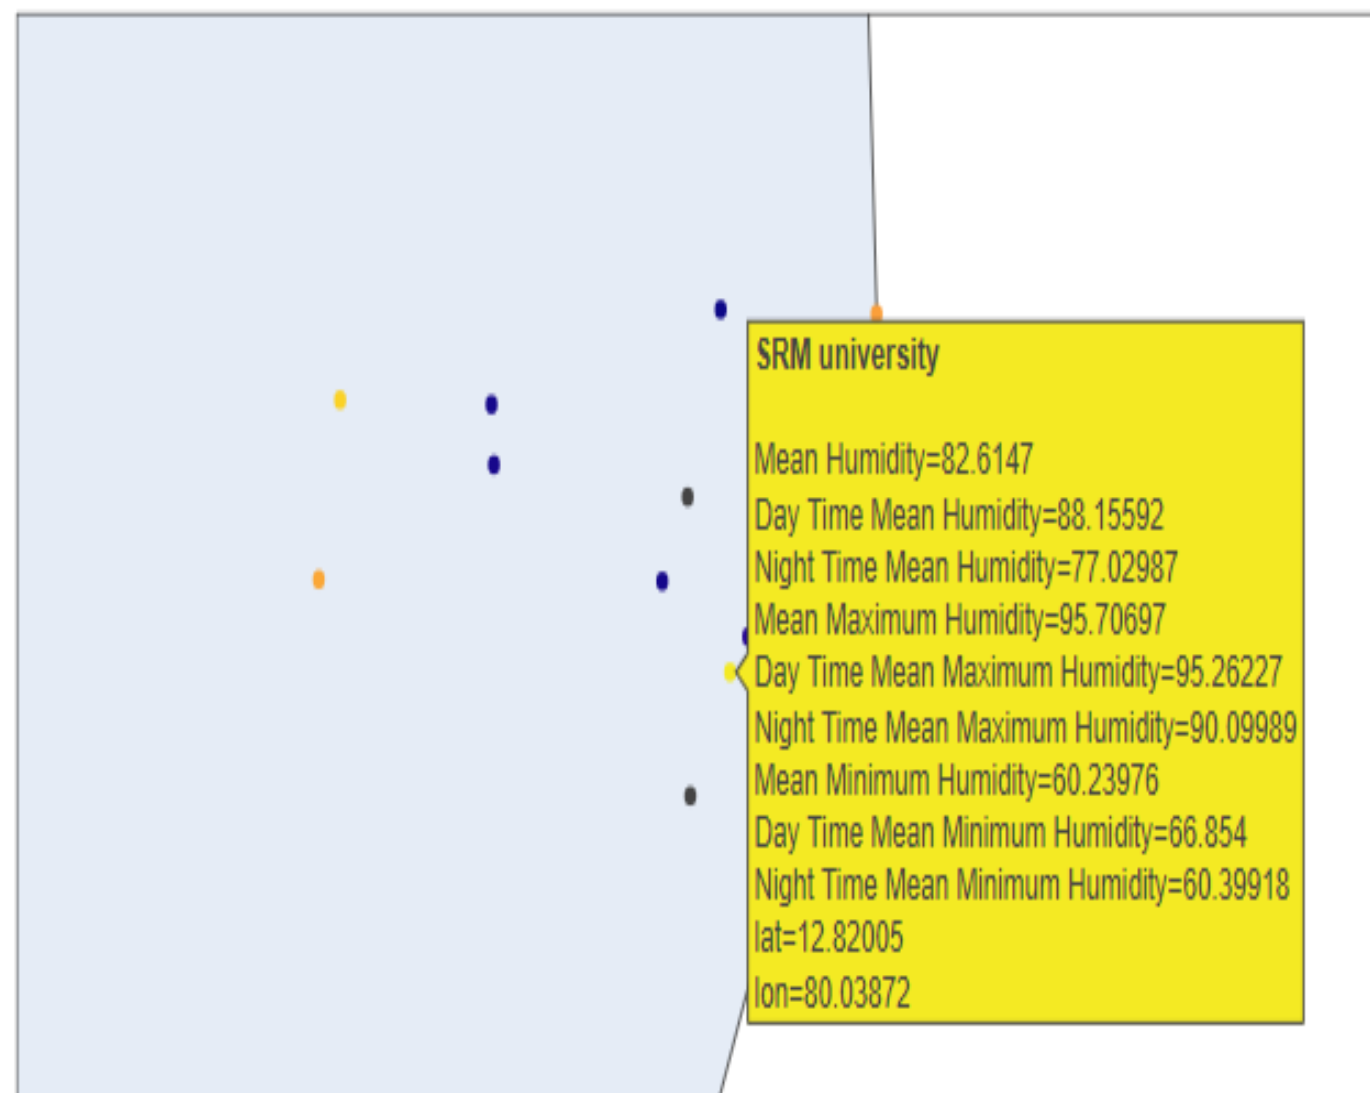 SRM university
Mean Humidity=82.6147
Day Time Mean Humidity=88.15592
Night Time Mean Humidity=77.02987
Mean Maximum Humidity=95.70697
Day Time Mean Maximum Humidity=95.26227
Night Time Mean Maximum Humidity=90.09989
Mean Minimum Humidity=60.23976
Day Time Mean Minimum Humidity=66.854
Night Time Mean Minimum Humidity=60.39918
lat=12.82005
lon=80.03872